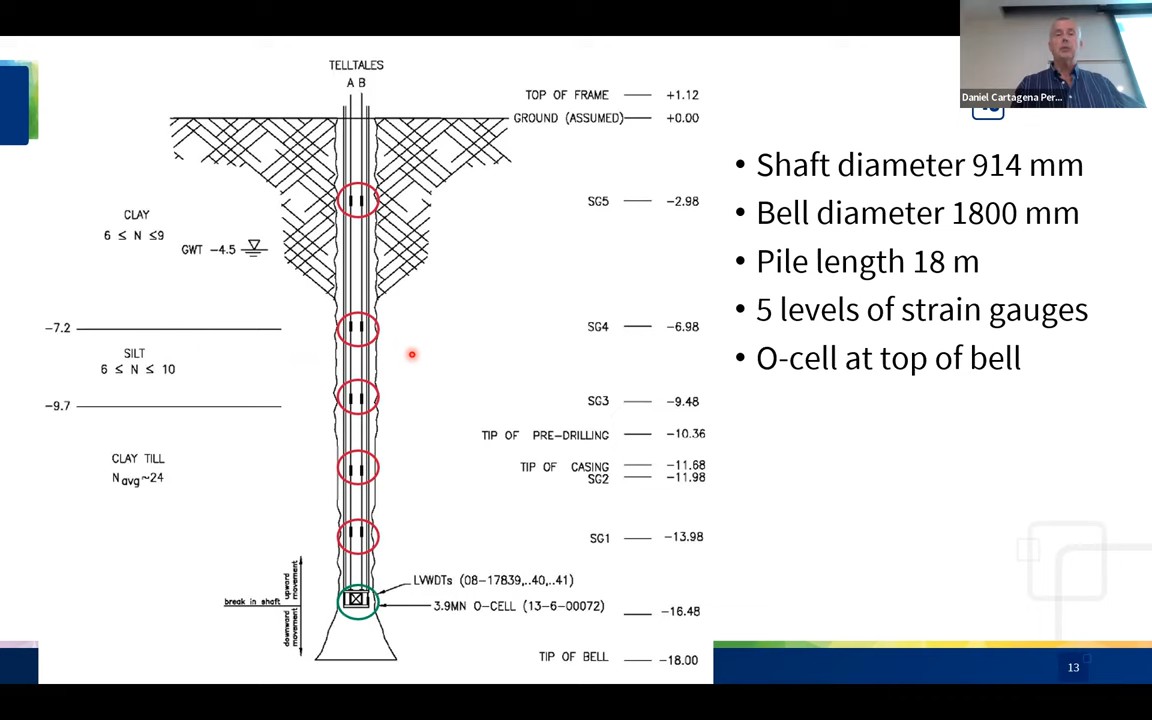 TELLTALES
A B
TOP OF FRAME +1.12
GROUND (ASSUMED) +0.00
CLAY
6 ≤ N ≤9
GWT -4.5
SG5 -2.98
-7.2
SG4 -6.98
SILT
6 ≤ N ≤ 10
-9.7
SG3 -9.48
TIP OF PRE-DRILLING -10.36
CLAY TILL
Navg~24
TIP OF CASING -11.68
SG2 -11.98
SG1 -13.98
upward movement
break in shaft
downward movement
LVWDTs (08-17839,..40,..41)
3.9MN O-CELL (13-6-00072)
-16.48
TIP OF BELL -18.00
Daniel Cartagena Per...
• Shaft diameter 914 mm
• Bell diameter 1800 mm
• Pile length 18 m
• 5 levels of strain gauges
• O-cell at top of bell
13